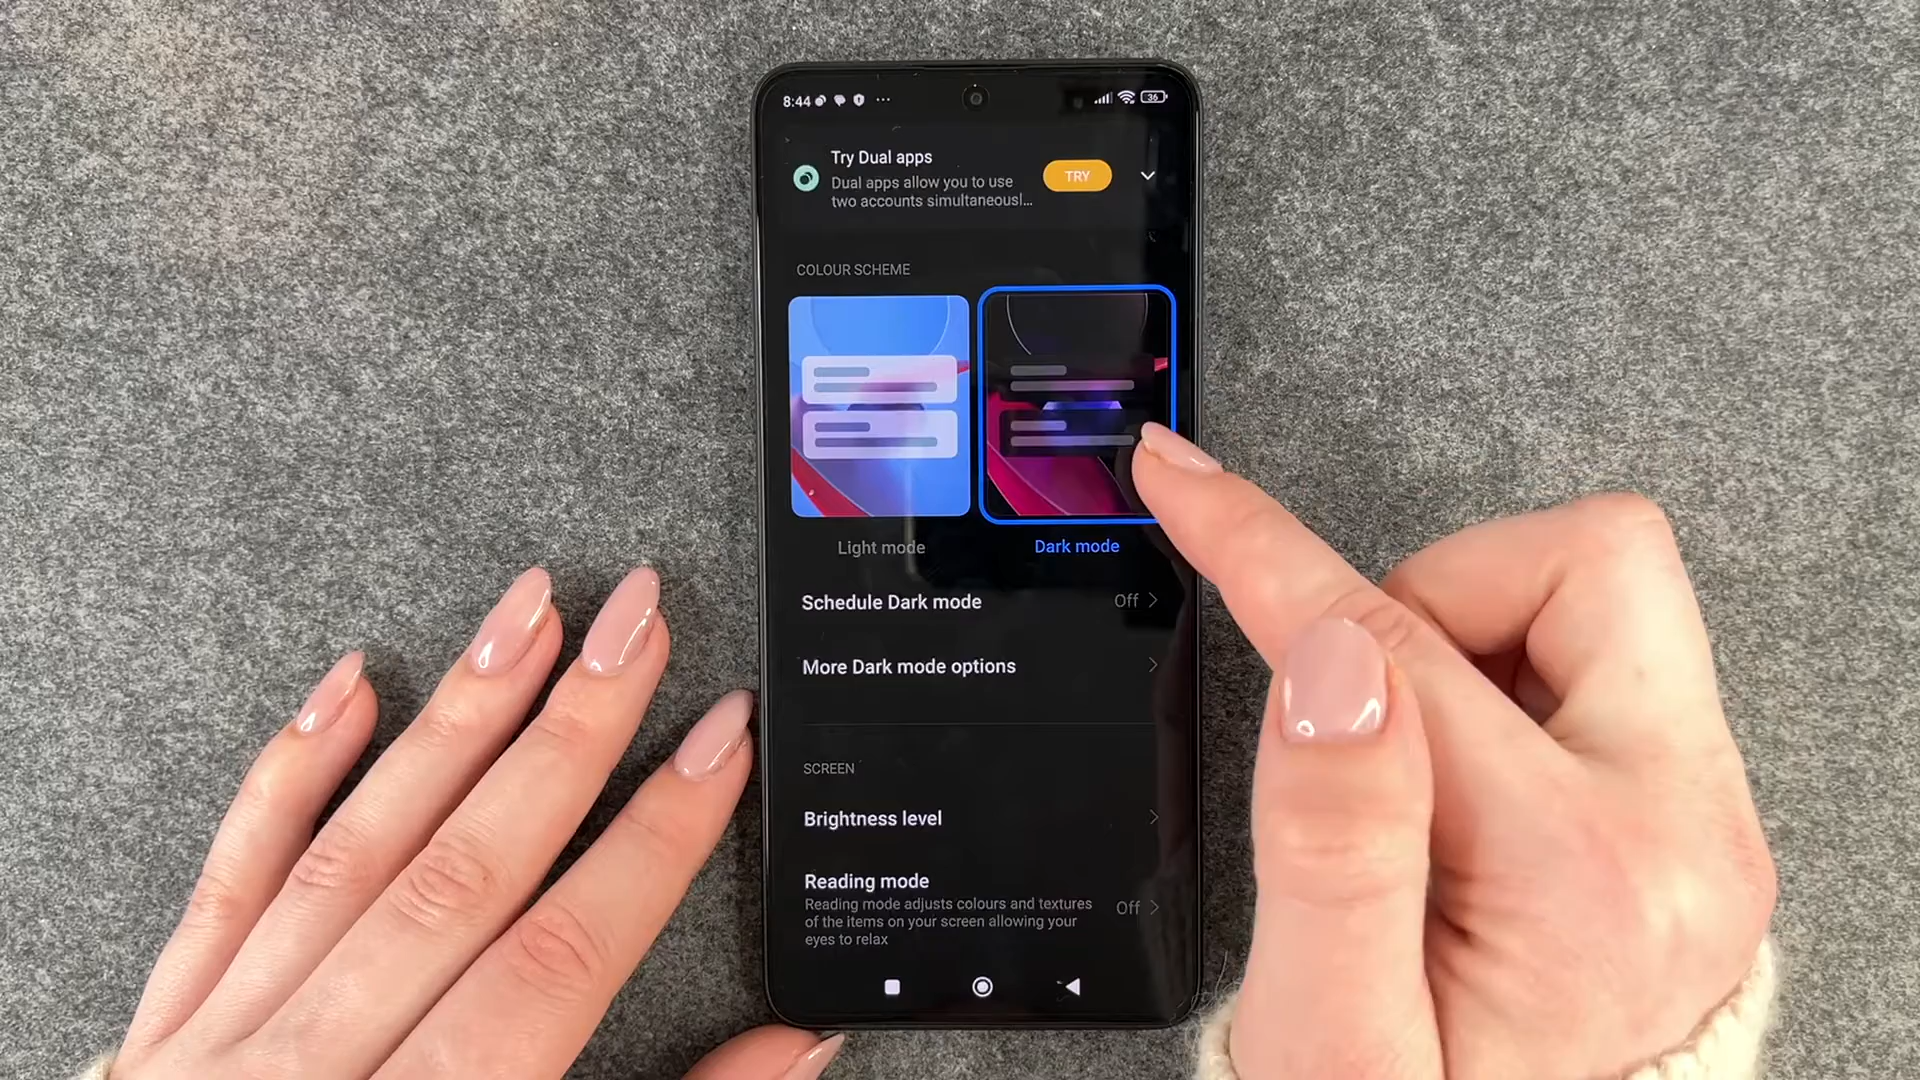 8:44 ... 36
Try Dual apps
Dual apps allow you to use
two accounts simultaneousl...
TRY
COLOUR SCHEME
Light mode
Dark mode
Schedule Dark mode
Off
More Dark mode options
SCREEN
Brightness level
Reading mode
Reading mode adjusts colours and textures
of the items on your screen allowing your
eyes to relax
Off